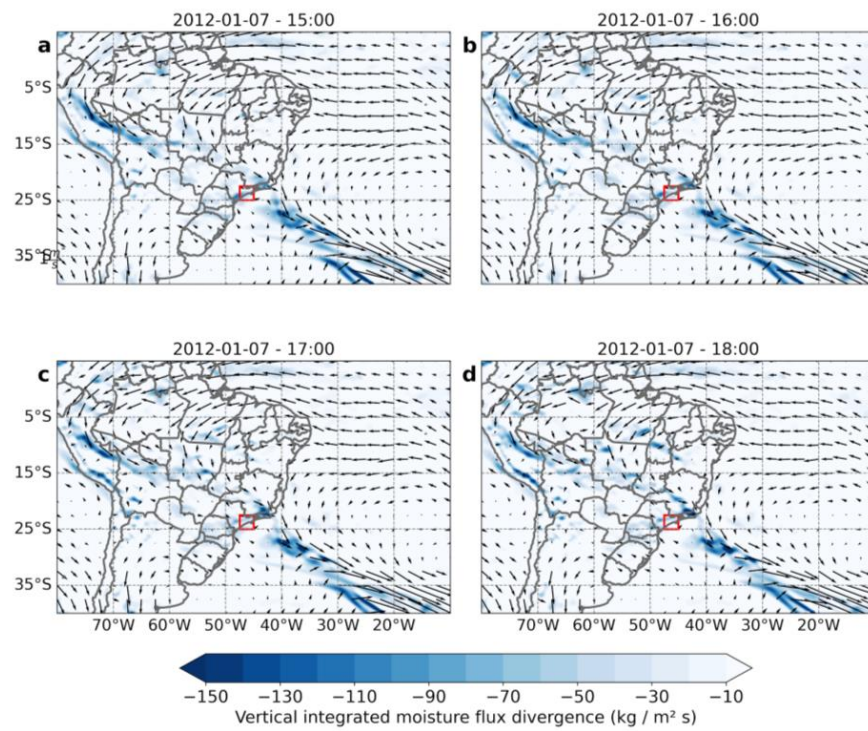 2012-01-07 - 15:00
2012-01-07 - 16:00
a
b
5°S
15°S
25°S
35°S
5°S
15°S
25°S
35°S
2012-01-07 - 17:00
2012-01-07 - 18:00
c
d
5°S
15°S
25°S
35°S
5°S
15°S
25°S
35°S
70°W 60°W 50°W 40°W 30°W 20°W
70°W 60°W 50°W 40°W 30°W 20°W
−150 −130 −110 −90 −70 −50 −30 −10
Vertical integrated moisture flux divergence (kg / m² s)